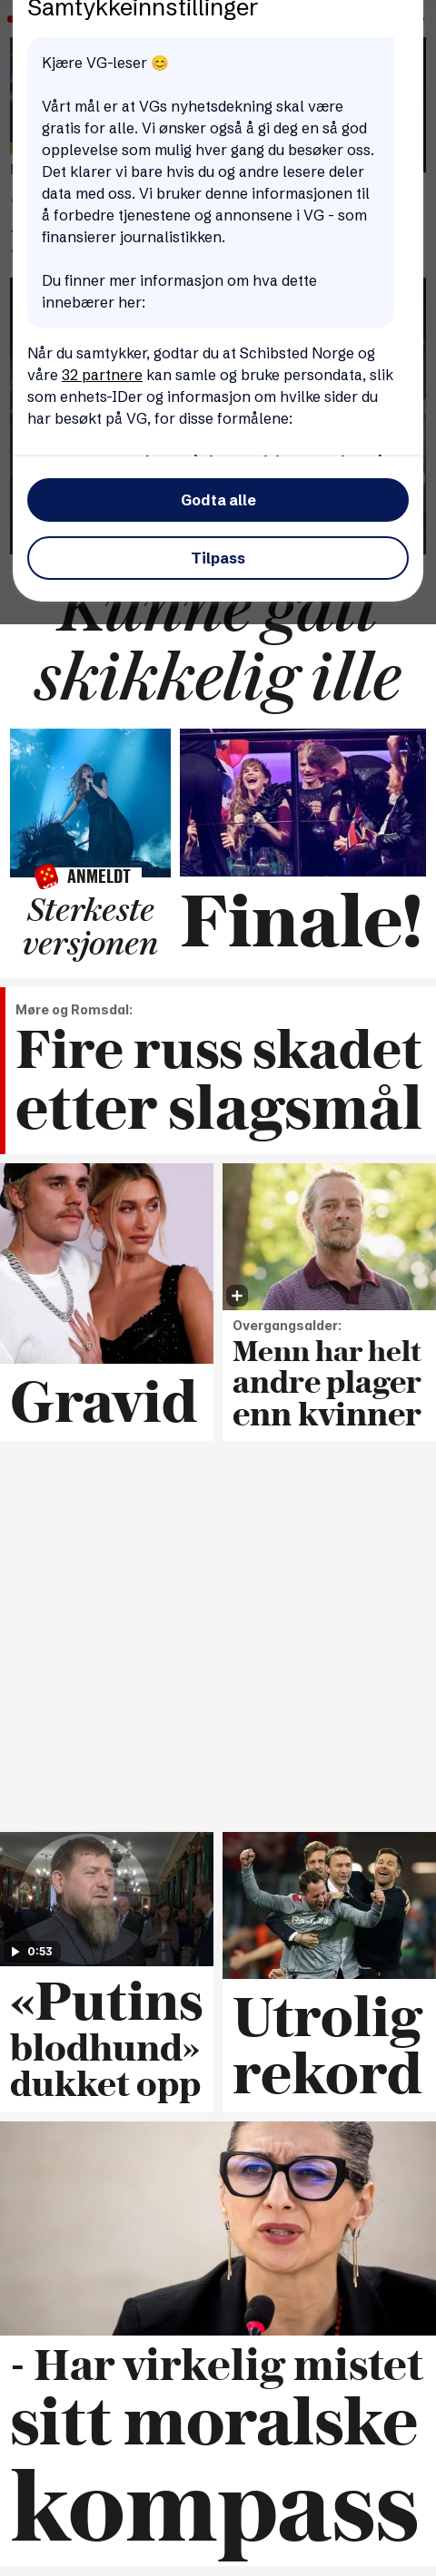 Samtykkeinnstillinger
Kjære VG-leser 😊
Vårt mål er at VGs nyhetsdekning skal være
gratis for alle. Vi ønsker også å gi deg en så god
opplevelse som mulig hver gang du besøker oss.
Det klarer vi bare hvis du og andre lesere deler
data med oss. Vi bruker denne informasjonen til
å forbedre tjenestene og annonsene i VG - som
finansierer journalistikken.
Du finner mer informasjon om hva dette
innebærer her:
Når du samtykker, godtar du at Schibsted Norge og
våre 32 partnere kan samle og bruke persondata, slik
som enhets-IDer og informasjon om hvilke sider du
har besøkt på VG, for disse formålene:
Godta alle
Tilpass
Kunne gått
skikkelig ille
ANMELDT
Sterkeste
versjonen
Finale!
Møre og Romsdal:
Fire russ skadet
etter slagsmål
Gravid
Overgangsalder:
Menn har helt
andre plager
enn kvinner
0:53
«Putins
blodhund»
dukket opp
Utrolig
rekord
- Har virkelig mistet
sitt moralske
kompass